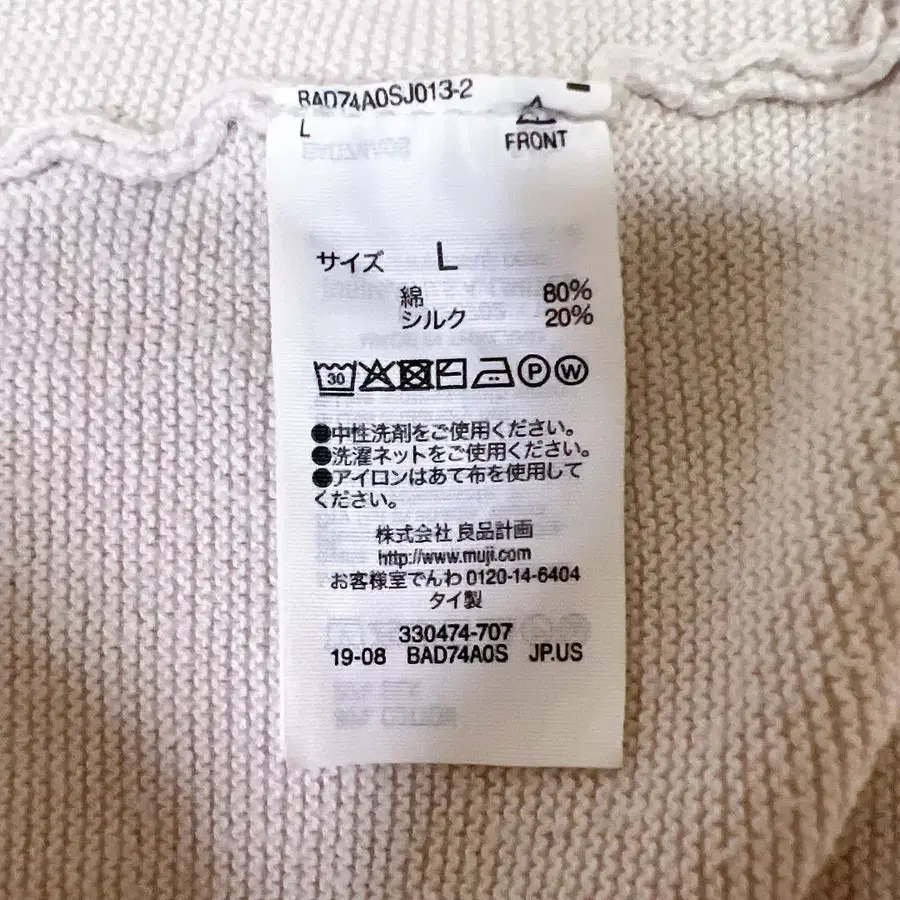 BAD74A0SJ013-2
L
FRONT
サイズ L
綿 80%
シルク 20%
30 P W
●中性洗剤をご使用ください。
●洗濯ネットをご使用ください。
●アイロンはあて布を使用して
ください。
株式会社 良品計画
http://www.muji.com
お客様室でんわ 0120-14-6404
タイ製
330474-707
19-08 BAD74A0S JP.US